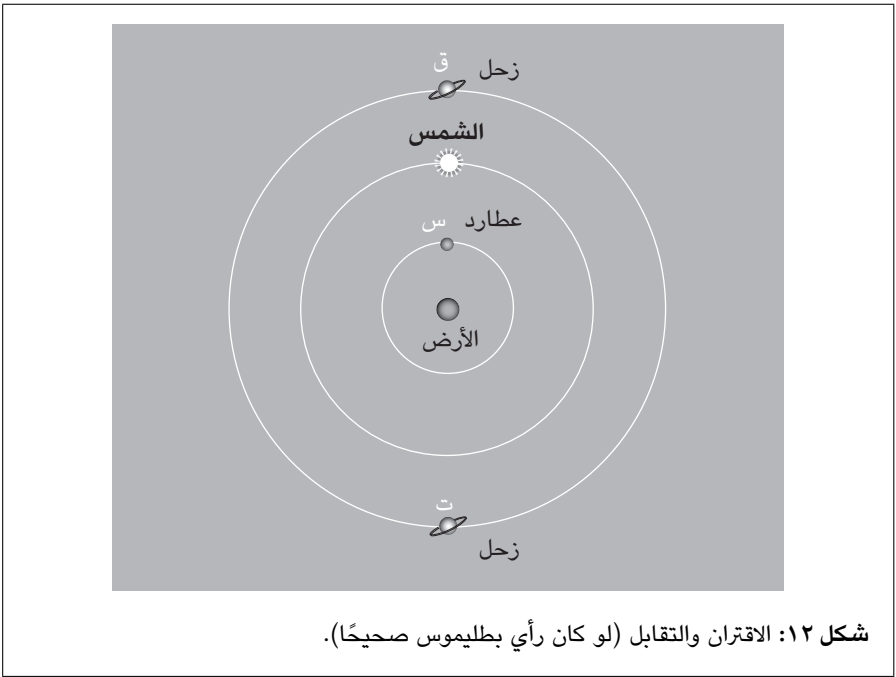 ق
زحل
الشمس
س
عطارد
الأرض
ت
زحل
شكل ١٢: الاقتران والتقابل (لو كان رأي بطليموس صحيحًا).